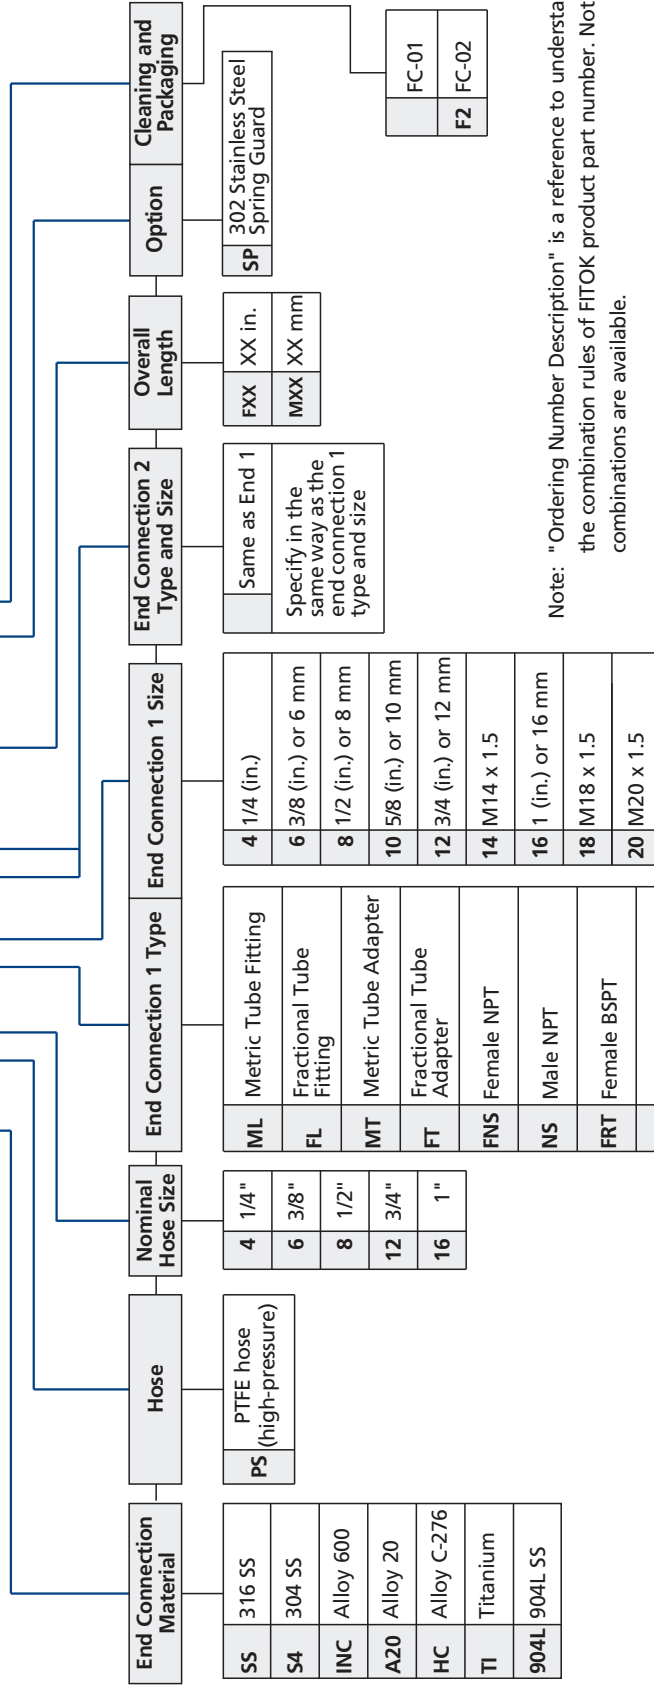 End Connection
Material
SS 316 SS
S4 304 SS
INC Alloy 600
A20 Alloy 20
HC Alloy C-276
TI Titanium
904L 904L SS
Hose
PS PTFE hose
(high-pressure)
Nominal
Hose Size
4 1/4"
6 3/8"
8 1/2"
12 3/4"
16 1"
End Connection 1 Type
ML Metric Tube Fitting
FL Fractional Tube
Fitting
MT Metric Tube Adapter
FT Fractional Tube
Adapter
FNS Female NPT
NS Male NPT
FRT Female BSPT
End Connection 1 Size
4 1/4 (in.)
6 3/8 (in.) or 6 mm
8 1/2 (in.) or 8 mm
10 5/8 (in.) or 10 mm
12 3/4 (in.) or 12 mm
14 M14 x 1.5
16 1 (in.) or 16 mm
18 M18 x 1.5
20 M20 x 1.5
End Connection 2
Type and Size
Same as End 1
Specify in the
same way as the
end connection 1
type and size
Overall
Length
FXX XX in.
MXX XX mm
Option
SP 302 Stainless Steel
Spring Guard
Cleaning and
Packaging
FC-01
F2 FC-02
Note: "Ordering Number Description" is a reference to understa
the combination rules of FITOK product part number. Not
combinations are available.